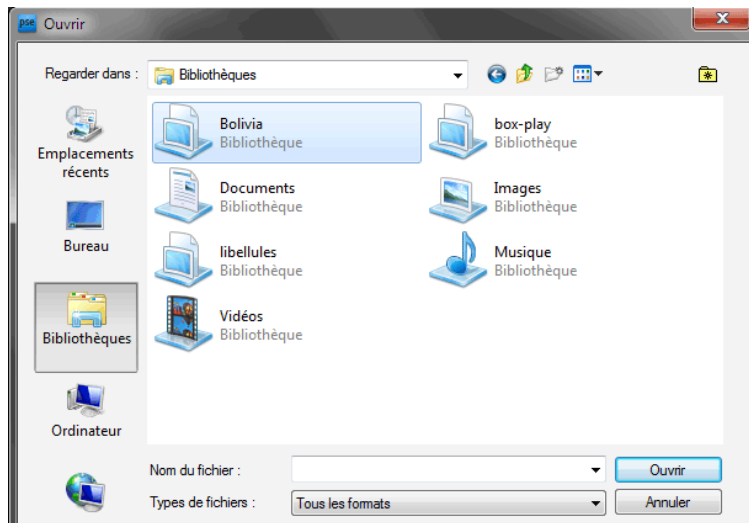 pse Ouvrir
Regarder dans : Bibliothèques
Emplacements
récents
Bureau
Bibliothèques
Ordinateur
Bolivia
Bibliothèque
box-play
Bibliothèque
Documents
Bibliothèque
Images
Bibliothèque
libellules
Bibliothèque
Musique
Bibliothèque
Vidéos
Bibliothèque
Nom du fichier : Ouvrir
Types de fichiers : Tous les formats Annuler